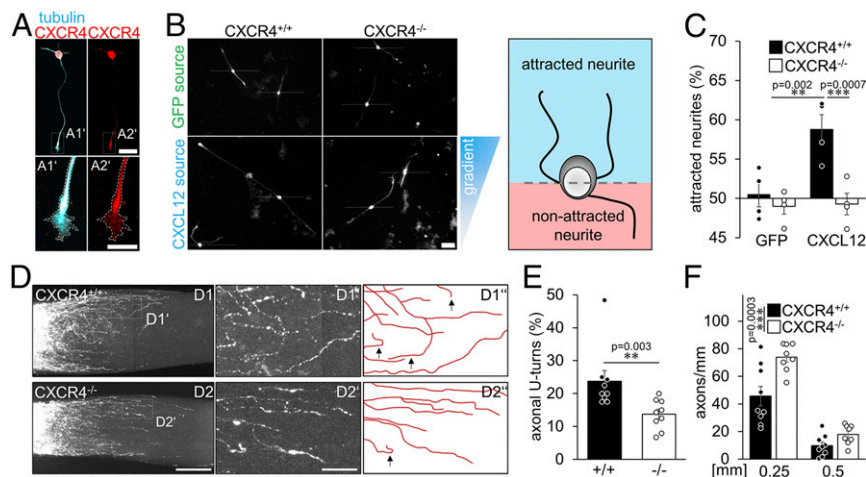 A
tubulin
CXCR4
CXCR4
A1'
A2'
A1'
A2'
B
CXCR4+/+
CXCR4-/-
GFP source
CXCL12 source
gradient
attracted neurite
non-attracted neurite
C
CXCR4+/+
CXCR4-/-
attracted neurites (%)
p=0.002
**
p=0.0007
***
70
65
60
55
50
45
GFP
CXCL12
D
CXCR4+/+
D1
D1'
D1'
D1"
CXCR4-/-
D2
D2'
D2'
D2"
E
axonal U-turns (%)
p=0.003
**
50
40
30
20
10
0
+/+
-/-
F
p=0.0003
***
CXCR4+/+
CXCR4-/-
axons/mm
100
80
60
40
20
0
[mm]
0.25
0.5